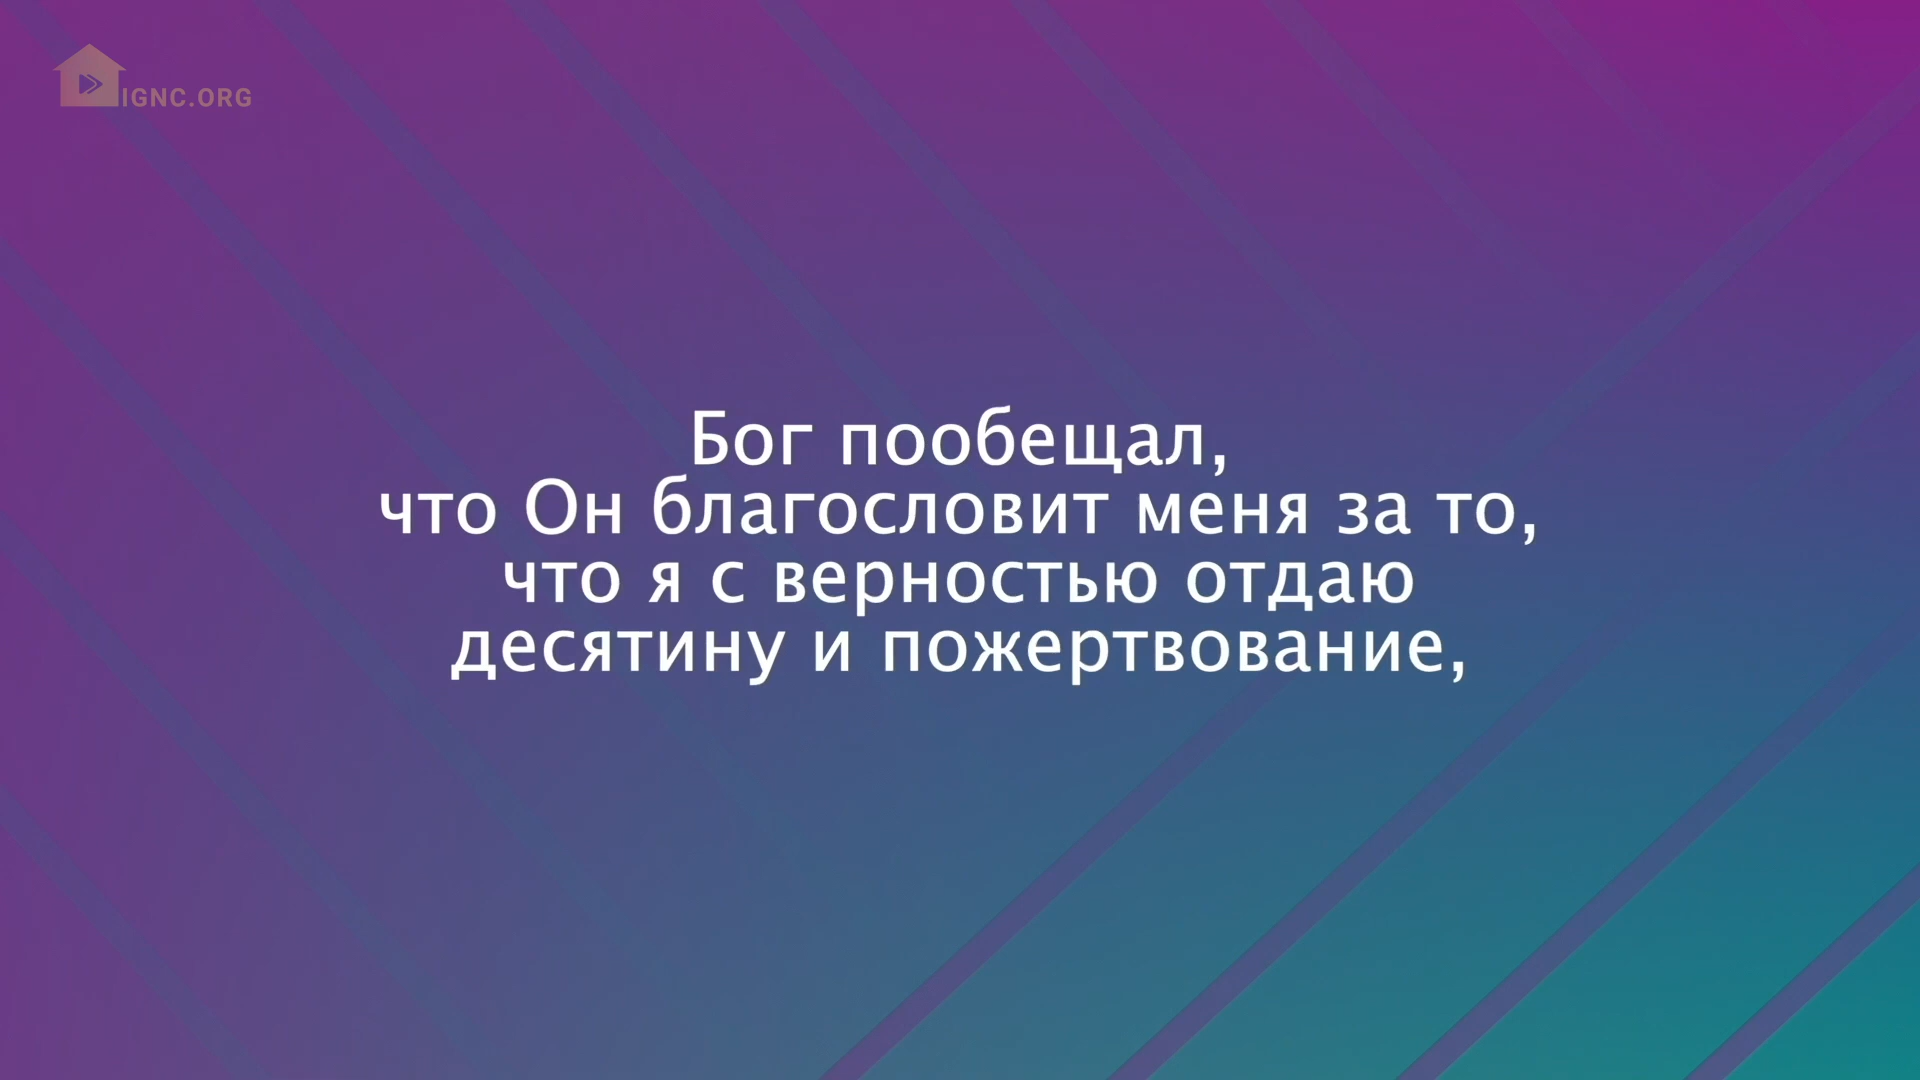 IGNC.ORG
Бог пообещал,
что Он благословит меня за то,
что я с верностью отдаю
десятину и пожертвование,